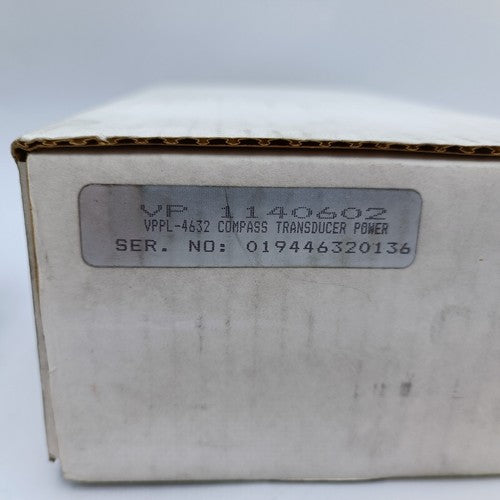 VP 1140602
VPPL-4632 COMPASS TRANSDUCER POWER
SER. NO: 019446320136